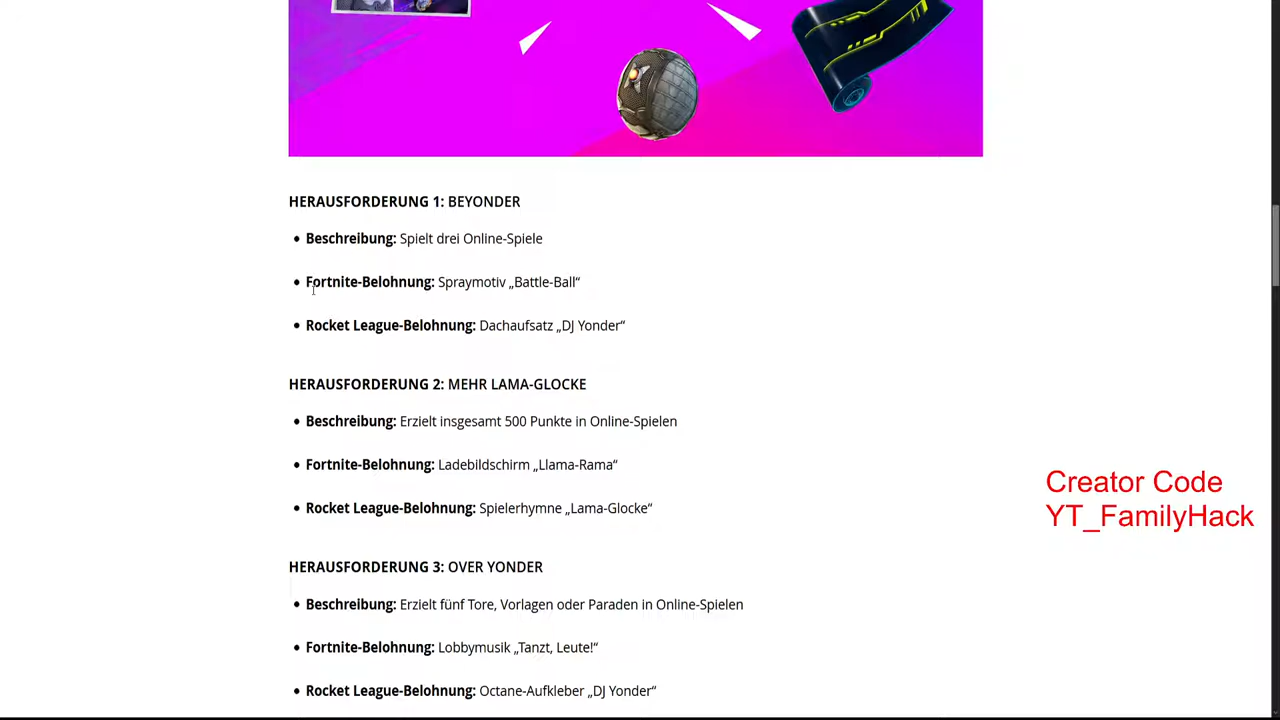 HERAUSFORDERUNG 1: BEYONDER
• Beschreibung: Spielt drei Online-Spiele
• Fortnite-Belohnung: Spraymotiv „Battle-Ball“
• Rocket League-Belohnung: Dachaufsatz „DJ Yonder“
HERAUSFORDERUNG 2: MEHR LAMA-GLOCKE
• Beschreibung: Erzielt insgesamt 500 Punkte in Online-Spielen
• Fortnite-Belohnung: Ladebildschirm „Llama-Rama“
• Rocket League-Belohnung: Spielerhymne „Lama-Glocke“
Creator Code
YT_FamilyHack
HERAUSFORDERUNG 3: OVER YONDER
• Beschreibung: Erzielt fünf Tore, Vorlagen oder Paraden in Online-Spielen
• Fortnite-Belohnung: Lobbymusik „Tanzt, Leute!“
• Rocket League-Belohnung: Octane-Aufkleber „DJ Yonder“